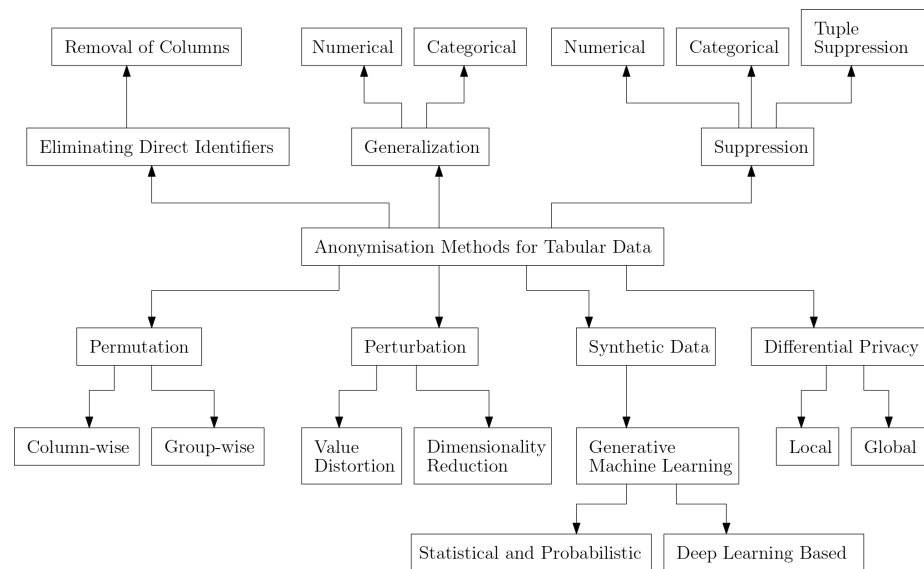 Removal of Columns
Numerical
Categorical
Numerical
Categorical
Tuple
Suppression
Eliminating Direct Identifiers
Generalization
Suppression
Anonymisation Methods for Tabular Data
Permutation
Perturbation
Synthetic Data
Differential Privacy
Column-wise
Group-wise
Value
Distortion
Dimensionality
Reduction
Generative
Machine Learning
Local
Global
Statistical and Probabilistic
Deep Learning Based